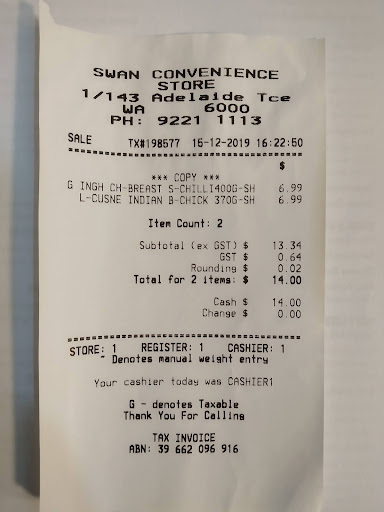 SWAN CONVENIENCE
STORE
1/143 Adelaide Tce
WA 6000
PH: 9221 1113
SALE TX#198577 15-12-2019 16:22:50
$
*** COPY ***
G INGH CH-BREAST S-CHILLI400G-SH 6.99
L-CUSNE INDIAN B-CHICK 370G-SH 6.99
Item Count: 2
Subtotal (ex GST) $ 13.34
GST $ 0.64
Rounding $ 0.02
Total for 2 items: $ 14.00
Cash $ 14.00
Change $ 0.00
STORE: 1 REGISTER: 1 CASHIER: 1
~ Denotes manual weight entry
Your cashier today was CASHIER1
G - denotes Taxable
Thank You For Calling
TAX INVOICE
ABN: 39 662 096 916